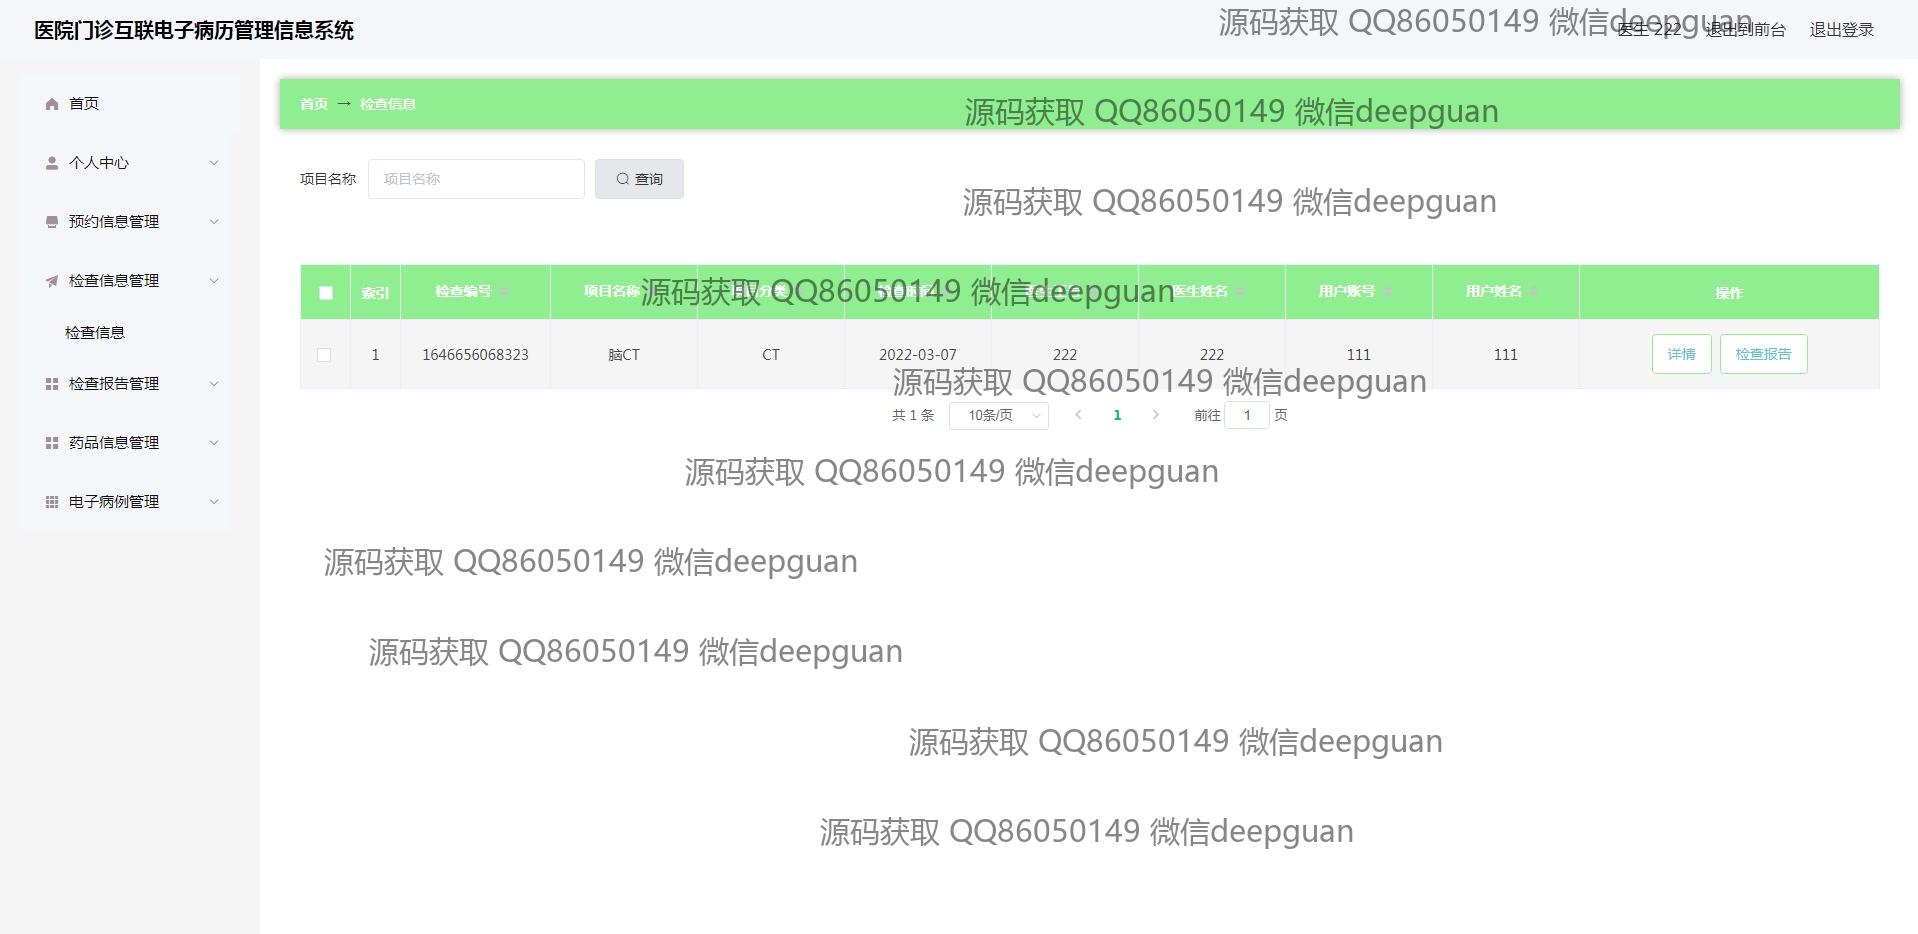 医院门诊互联电子病历管理信息系统
源码获取 QQ86050149 微信deepguan
医生 222 退出到前台 退出登录
首页
个人中心
预约信息管理
检查信息管理
检查信息
检查报告管理
药品信息管理
电子病例管理
首页 → 检查信息
源码获取 QQ86050149 微信deepguan
项目名称 项目名称 查询
源码获取 QQ86050149 微信deepguan
索引 检查编号 项目名称 医生姓名 用户账号 用户姓名 操作
源码获取 QQ86050149 微信deepguan
1 1646656068323 脑CT CT 2022-03-07 222 222 111 111 详情 检查报告
源码获取 QQ86050149 微信deepguan
共 1 条 10条/页 1 前往 1 页
源码获取 QQ86050149 微信deepguan
源码获取 QQ86050149 微信deepguan
源码获取 QQ86050149 微信deepguan
源码获取 QQ86050149 微信deepguan
源码获取 QQ86050149 微信deepguan